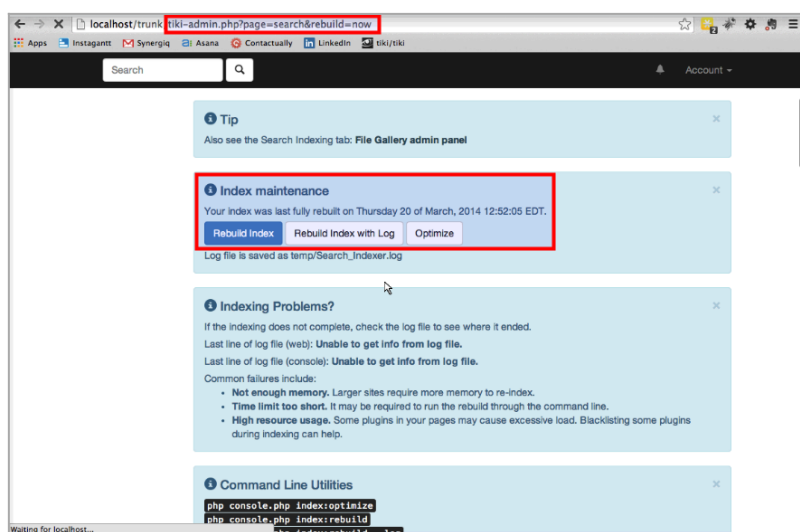 localhost/trunk/tiki-admin.php?page=search&rebuild=now
2
Apps Instagantt Synergiq Asana Contactually LinkedIn tiki/tiki
Search Account
Tip
Also see the Search Indexing tab: File Gallery admin panel
Index maintenance
Your index was last fully rebuilt on Thursday 20 of March, 2014 12:52:05 EDT.
Rebuild Index Rebuild Index with Log Optimize
Log file is saved as temp/Search_Indexer.log
Indexing Problems?
If the indexing does not complete, check the log file to see where it ended.
Last line of log file (web): Unable to get info from log file.
Last line of log file (console): Unable to get info from log file.
Common failures include:
• Not enough memory. Larger sites require more memory to re-index.
• Time limit too short. It may be required to run the rebuild through the command line.
• High resource usage. Some plugins in your pages may cause excessive load. Blacklisting some plugins
during indexing can help.
Command Line Utilities
php console.php index:optimize
php console.php index:rebuild
Waiting for localhost...
php index:rebuild --log